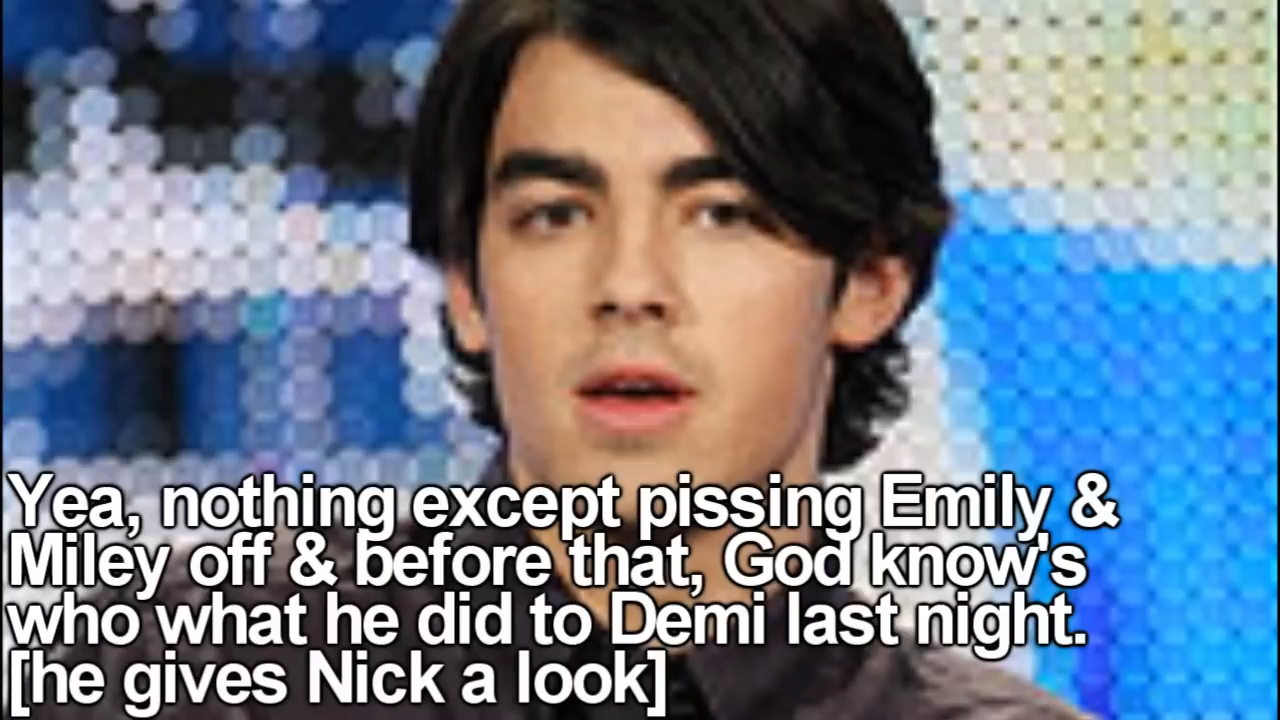 Yea, nothing except pissing Emily &
Miley off & before that, God know's
who what he did to Demi last night.
[he gives Nick a look]